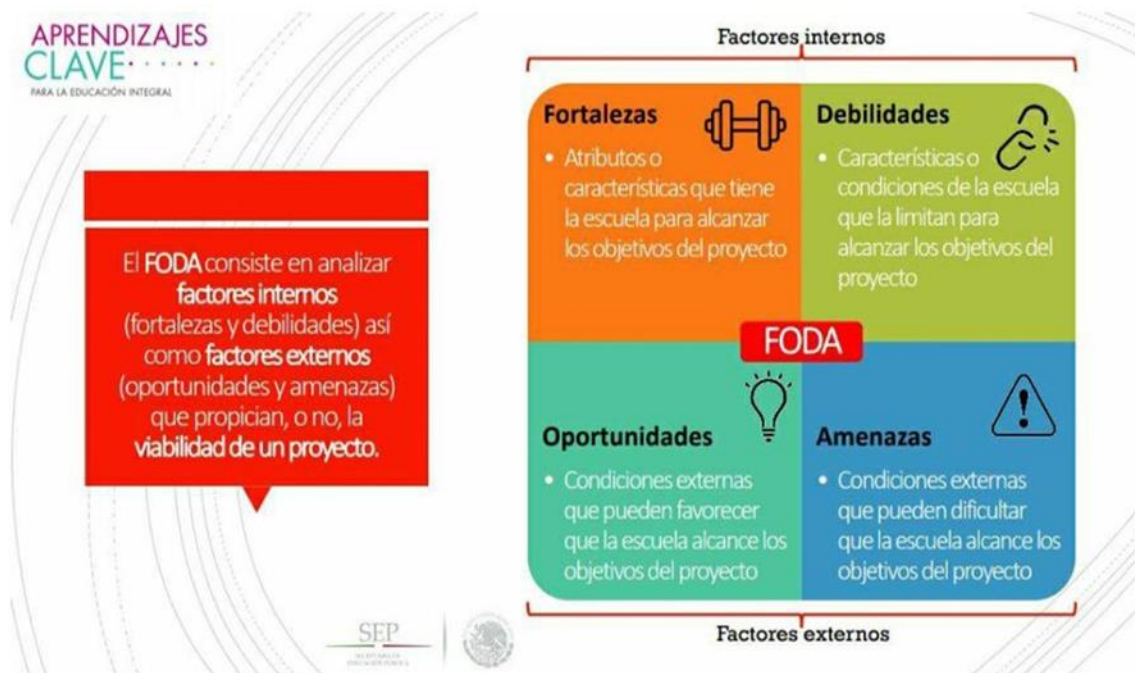 APRENDIZAJES
CLAVE
PARA LA EDUCACIÓN INTEGRAL
El FODA consiste en analizar
factores internos
(fortalezas y debilidades) así
como factores externos
(oportunidades y amenazas)
que propician, o no, la
viabilidad de un proyecto.
Factores internos
Fortalezas
• Atributos o
características que tiene
la escuela para alcanzar
los objetivos del proyecto
Debilidades
• Características o
condiciones de la escuela
que la limitan para
alcanzar los objetivos del
proyecto
FODA
Oportunidades
• Condiciones externas
que pueden favorecer
que la escuela alcance los
objetivos del proyecto
Amenazas
• Condiciones externas
que pueden dificultar
que la escuela alcance los
objetivos del proyecto
Factores externos
SEP
SECRETARÍA DE
EDUCACIÓN PÚBLICA